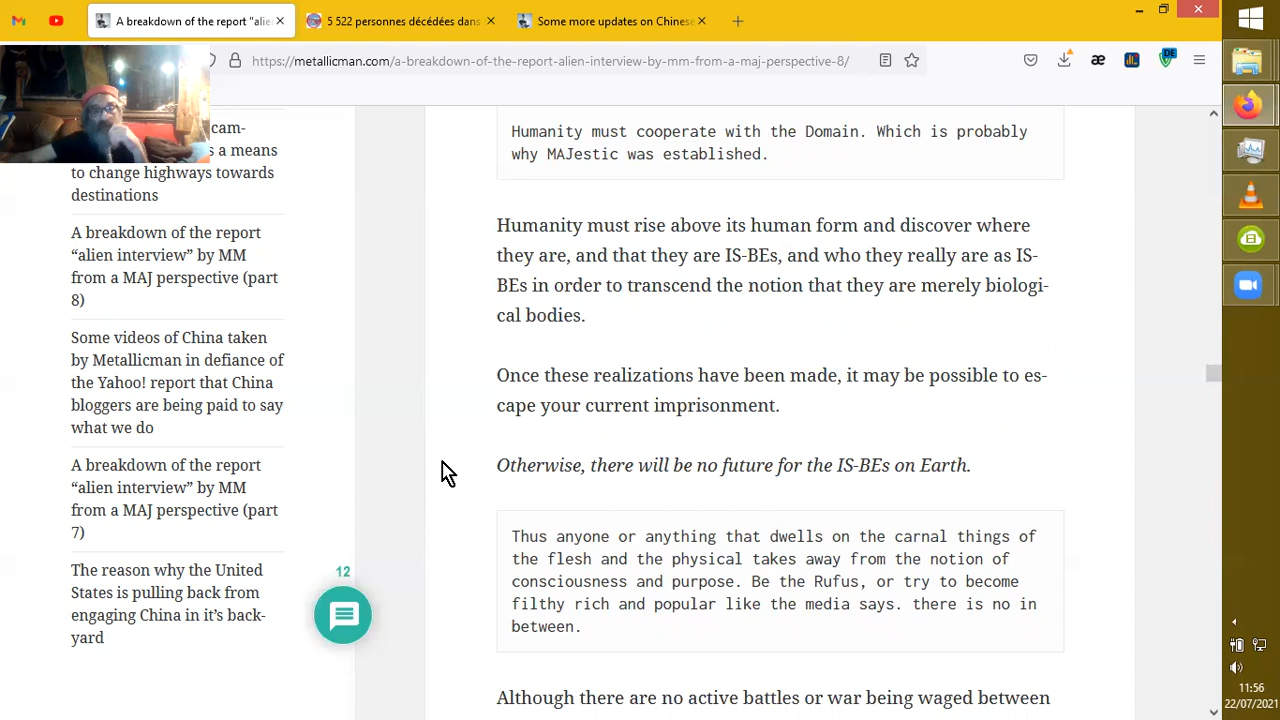 A breakdown of the report "alie
5 522 personnes décédées dans
Some more updates on Chinese
https://metallicman.com/a-breakdown-of-the-r alien-interview-by-mm-from-a-maj-perspective-8/
DE
cam-
s a means
to change highways towards
destinations
A breakdown of the report
“alien interview” by MM
from a MAJ perspective (part
8)
Some videos of China taken
by Metallicman in defiance of
the Yahoo! report that China
bloggers are being paid to say
what we do
A breakdown of the report
“alien interview” by MM
from a MAJ perspective (part
7)
The reason why the United
States is pulling back from
engaging China in it’s back-
yard
12
Humanity must cooperate with the Domain. Which is probably
why MAJestic was established.
Humanity must rise above its human form and discover where
they are, and that they are IS-BEs, and who they really are as IS-
BEs in order to transcend the notion that they are merely biologi-
cal bodies.
Once these realizations have been made, it may be possible to es-
cape your current imprisonment.
Otherwise, there will be no future for the IS-BEs on Earth.
Thus anyone or anything that dwells on the carnal things of
the flesh and the physical takes away from the notion of
consciousness and purpose. Be the Rufus, or try to become
filthy rich and popular like the media says. there is no in
between.
Although there are no active battles or war being waged between
æ
11:56
22/07/2021